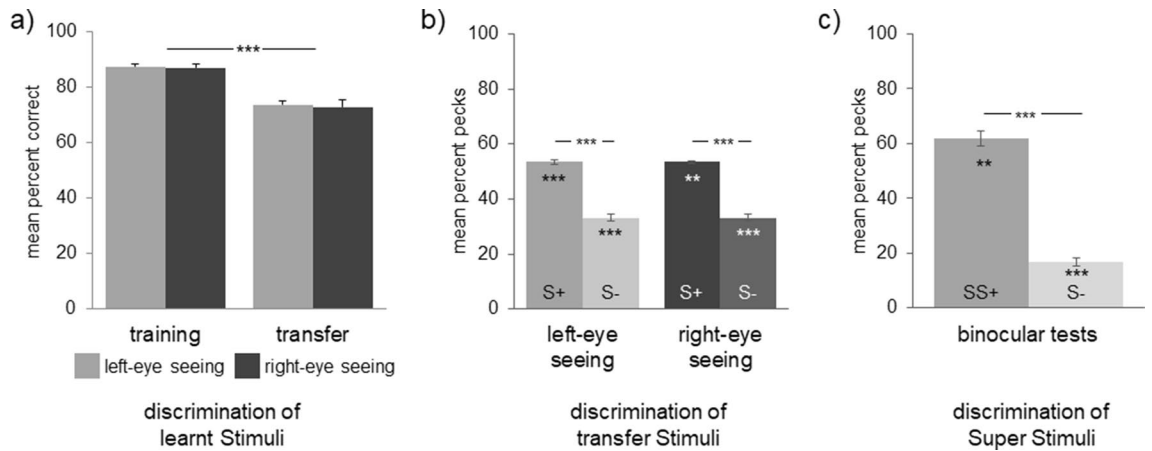 a)
mean percent correct
100
80
60
40
20
0
***
training transfer
left-eye seeing right-eye seeing
discrimination of
learnt Stimuli
b)
mean percent pecks
100
80
60
40
20
0
*** ***
*** **
*** ***
S+ S- S+ S-
left-eye right-eye
seeing seeing
discrimination of
transfer Stimuli
c)
mean percent pecks
100
80
60
40
20
0
***
**
***
SS+ S-
binocular tests
discrimination of
Super Stimuli